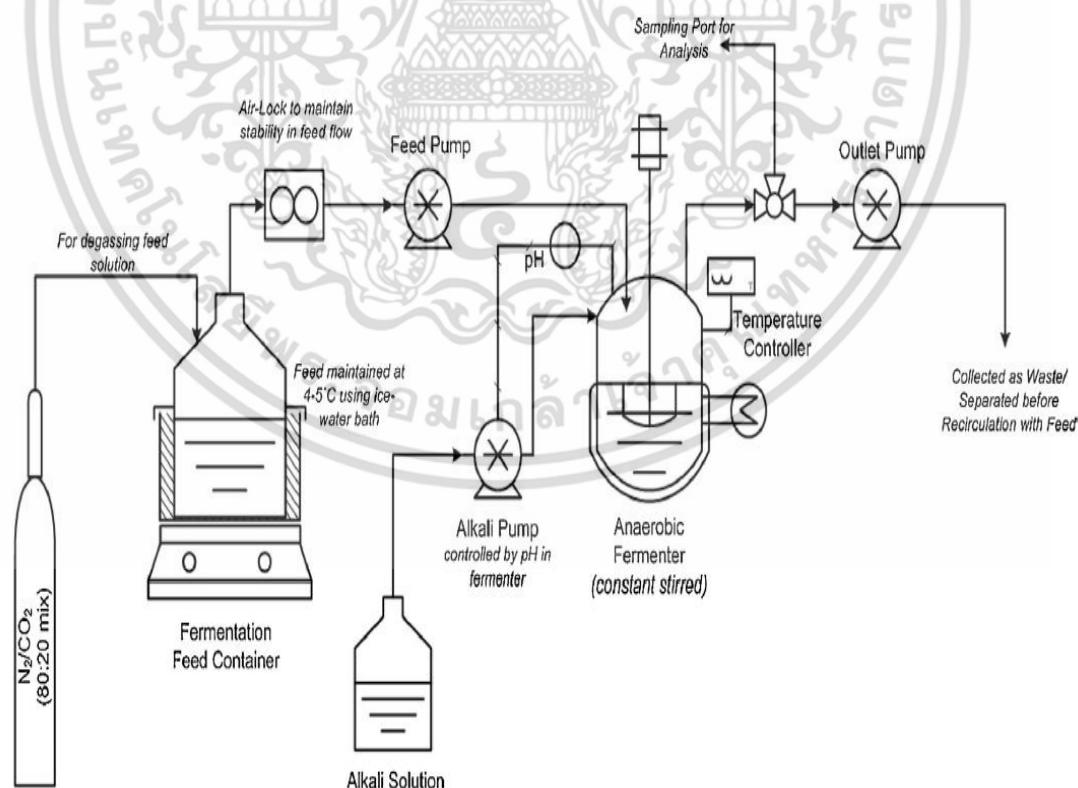 Sampling Port for
Analysis
Air-Lock to maintain
stability in feed flow
Feed Pump
Outlet Pump
For degassing feed
solution
pH
Temperature
Controller
Feed maintained at
4-5°C using ice-
water bath
Collected as Waste/
Separated before
Recirculation with Feed
Alkali Pump
controlled by pH in
fermenter
Anaerobic
Fermenter
(constant stirred)
N₂/CO₂
(80:20 mix)
Fermentation
Feed Container
Alkali Solution